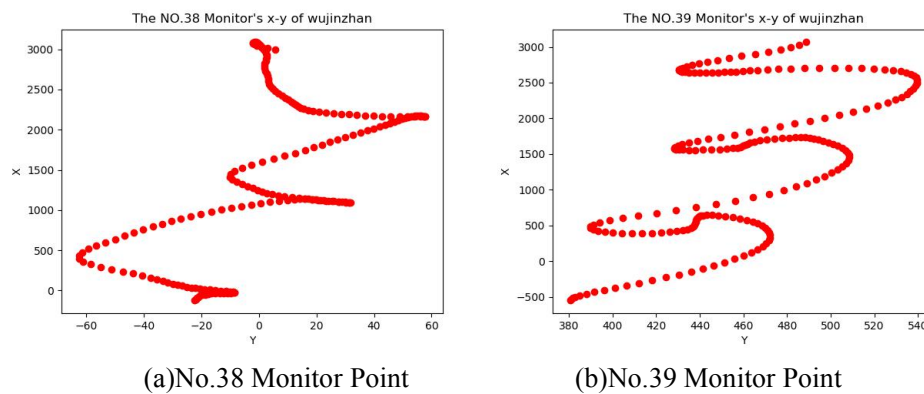 The NO.38 Monitor's x-y of wujinzhan
3000
2500
2000
1500
1000
500
0
X
−60 −40 −20 0 20 40 60
Y
(a)No.38 Monitor Point
The NO.39 Monitor's x-y of wujinzhan
3000
2500
2000
1500
1000
500
0
−500
X
380 400 420 440 460 480 500 520 540
Y
(b)No.39 Monitor Point